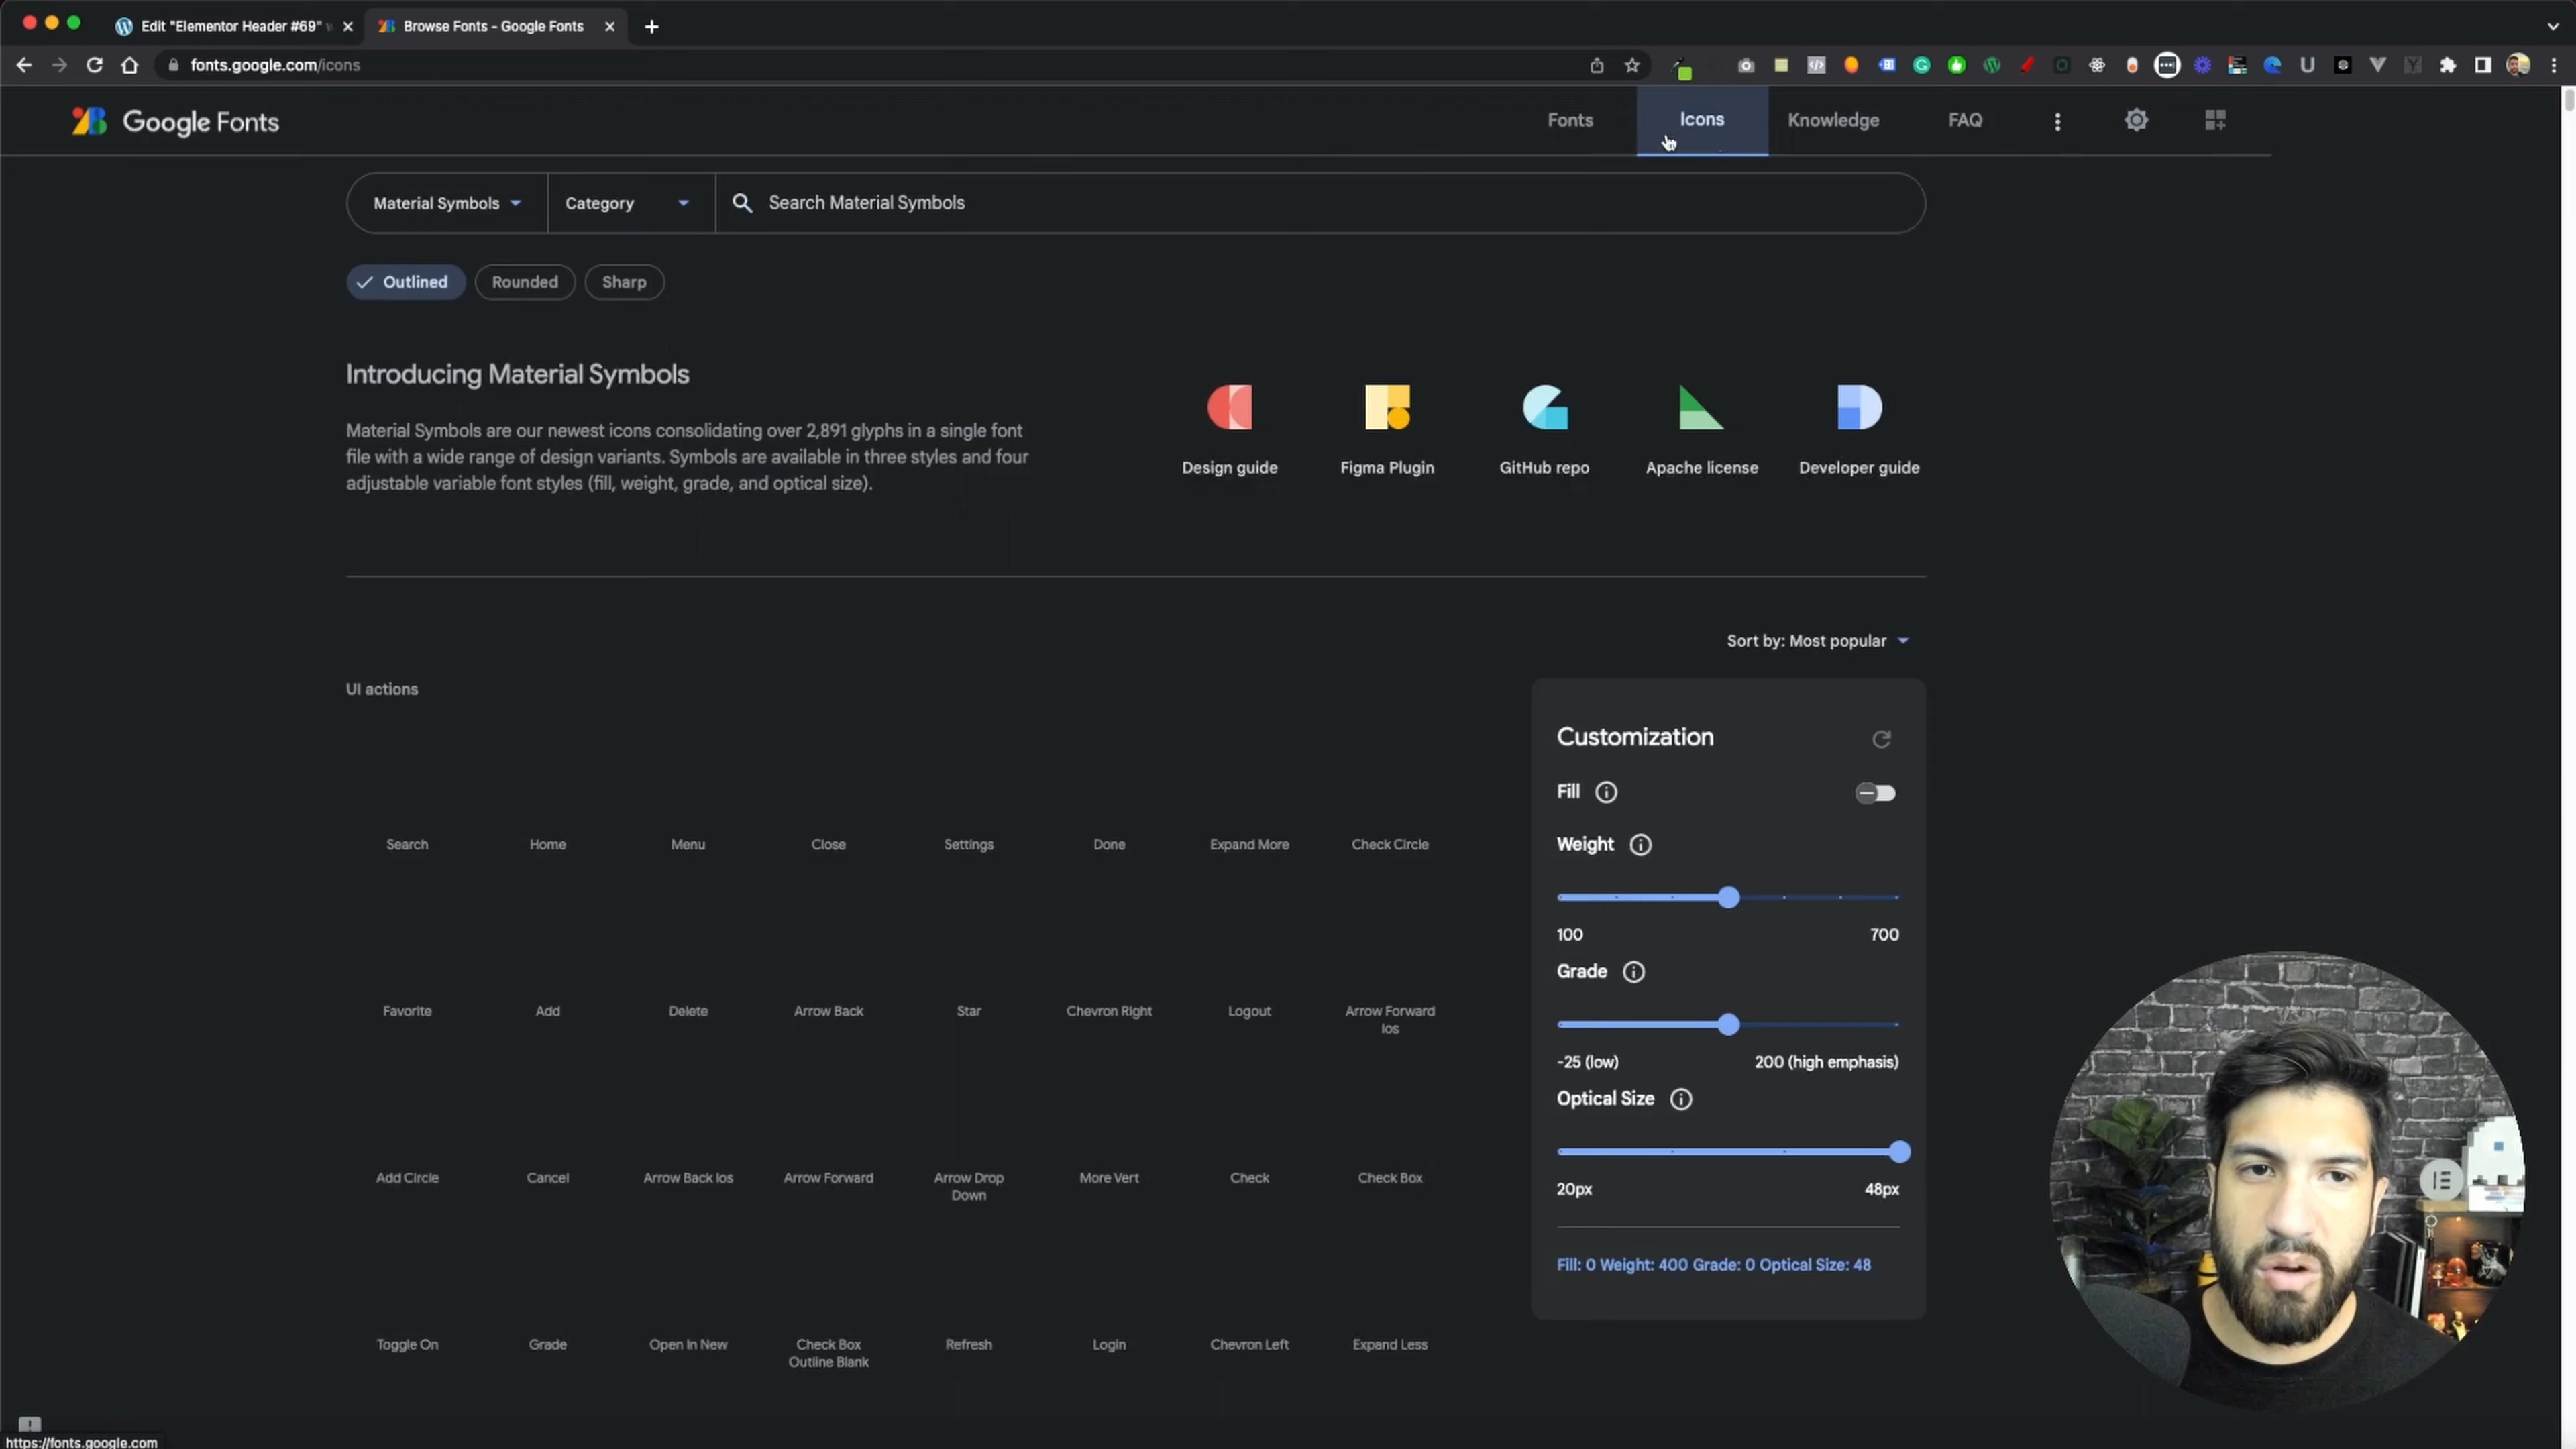 Edit "Elementor Header #69"
Browse Fonts - Google Fonts
fonts.google.com/icons
Google Fonts
Fonts
Icons
Knowledge
FAQ
Material Symbols
Category
Search Material Symbols
Outlined
Rounded
Sharp
Introducing Material Symbols
Material Symbols are our newest icons consolidating over 2,891 glyphs in a single font
file with a wide range of design variants. Symbols are available in three styles and four
adjustable variable font styles (fill, weight, grade, and optical size).
Design guide
Figma Plugin
GitHub repo
Apache license
Developer guide
Sort by: Most popular
UI actions
Search
Home
Menu
Close
Settings
Done
Expand More
Check Circle
Favorite
Add
Delete
Arrow Back
Star
Chevron Right
Logout
Arrow Forward
Ios
Add Circle
Cancel
Arrow Back Ios
Arrow Forward
Arrow Drop
Down
More Vert
Check
Check Box
Toggle On
Grade
Open In New
Check Box
Outline Blank
Refresh
Login
Chevron Left
Expand Less
Customization
Fill
Weight
100
700
Grade
-25 (low)
200 (high emphasis)
Optical Size
20px
48px
Fill: 0 Weight: 400 Grade: 0 Optical Size: 48
https://fonts.google.com